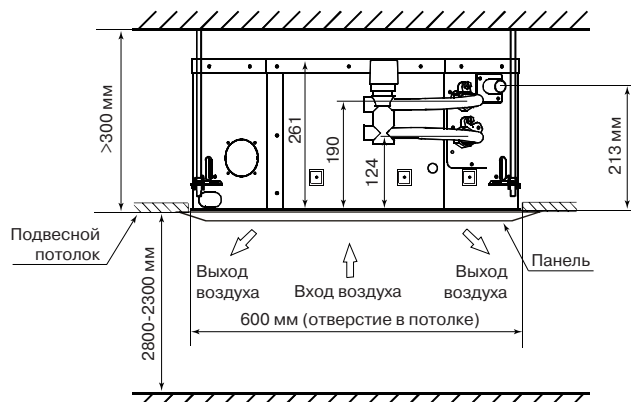 >300 мм
261
190
124
213 мм
Подвесной
потолок
Выход
воздуха
Вход воздуха
Выход
воздуха
Панель
2800-2300 мм
600 мм (отверстие в потолке)